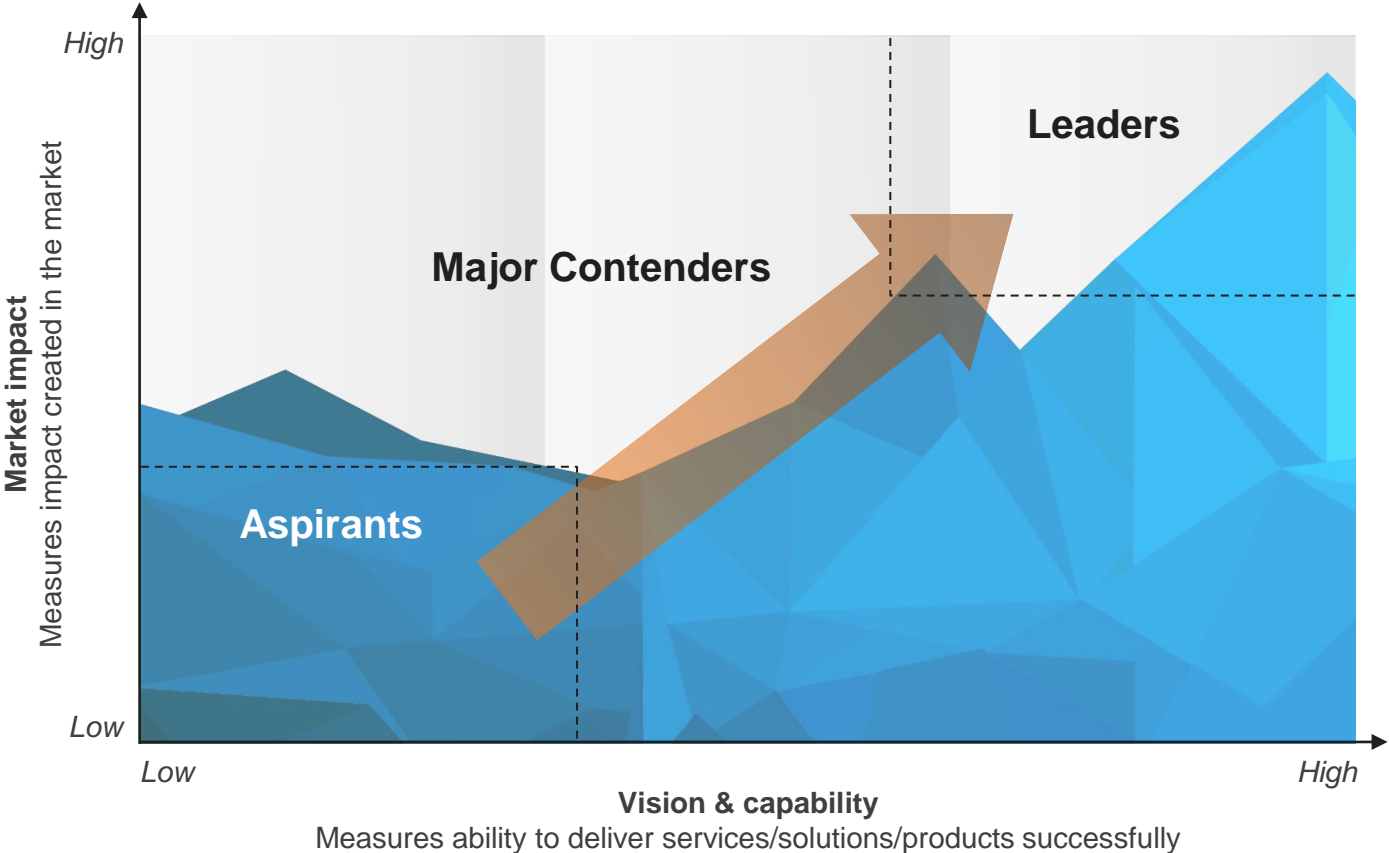 High
Leaders
Major Contenders
Market impact
Measures impact created in the market
Aspirants
Low
Low
High
Vision & capability
Measures ability to deliver services/solutions/products successfully